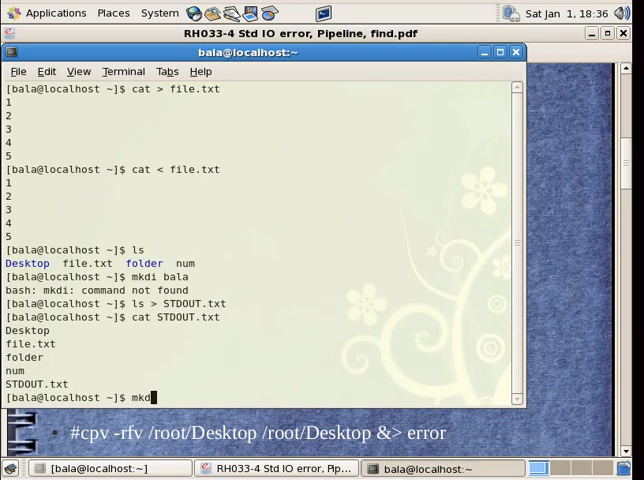 Applications Places System Sat Jan 1, 18:36
RH033-4 Std IO error, Pipeline, find.pdf
bala@localhost:~
File Edit View Terminal Tabs Help
[bala@localhost ~]$ cat > file.txt
1
2
3
4
5
[bala@localhost ~]$ cat < file.txt
1
2
3
4
5
[bala@localhost ~]$ ls
Desktop file.txt folder num
[bala@localhost ~]$ mkdi bala
bash: mkdi: command not found
[bala@localhost ~]$ ls > STDOUT.txt
[bala@localhost ~]$ cat STDOUT.txt
Desktop
file.txt
folder
num
STDOUT.txt
[bala@localhost ~]$ mkd
• #cpv -rfv /root/Desktop /root/Desktop &> error
[bala@localhost:~] RH033-4 Std IO error, Pip... bala@localhost:~